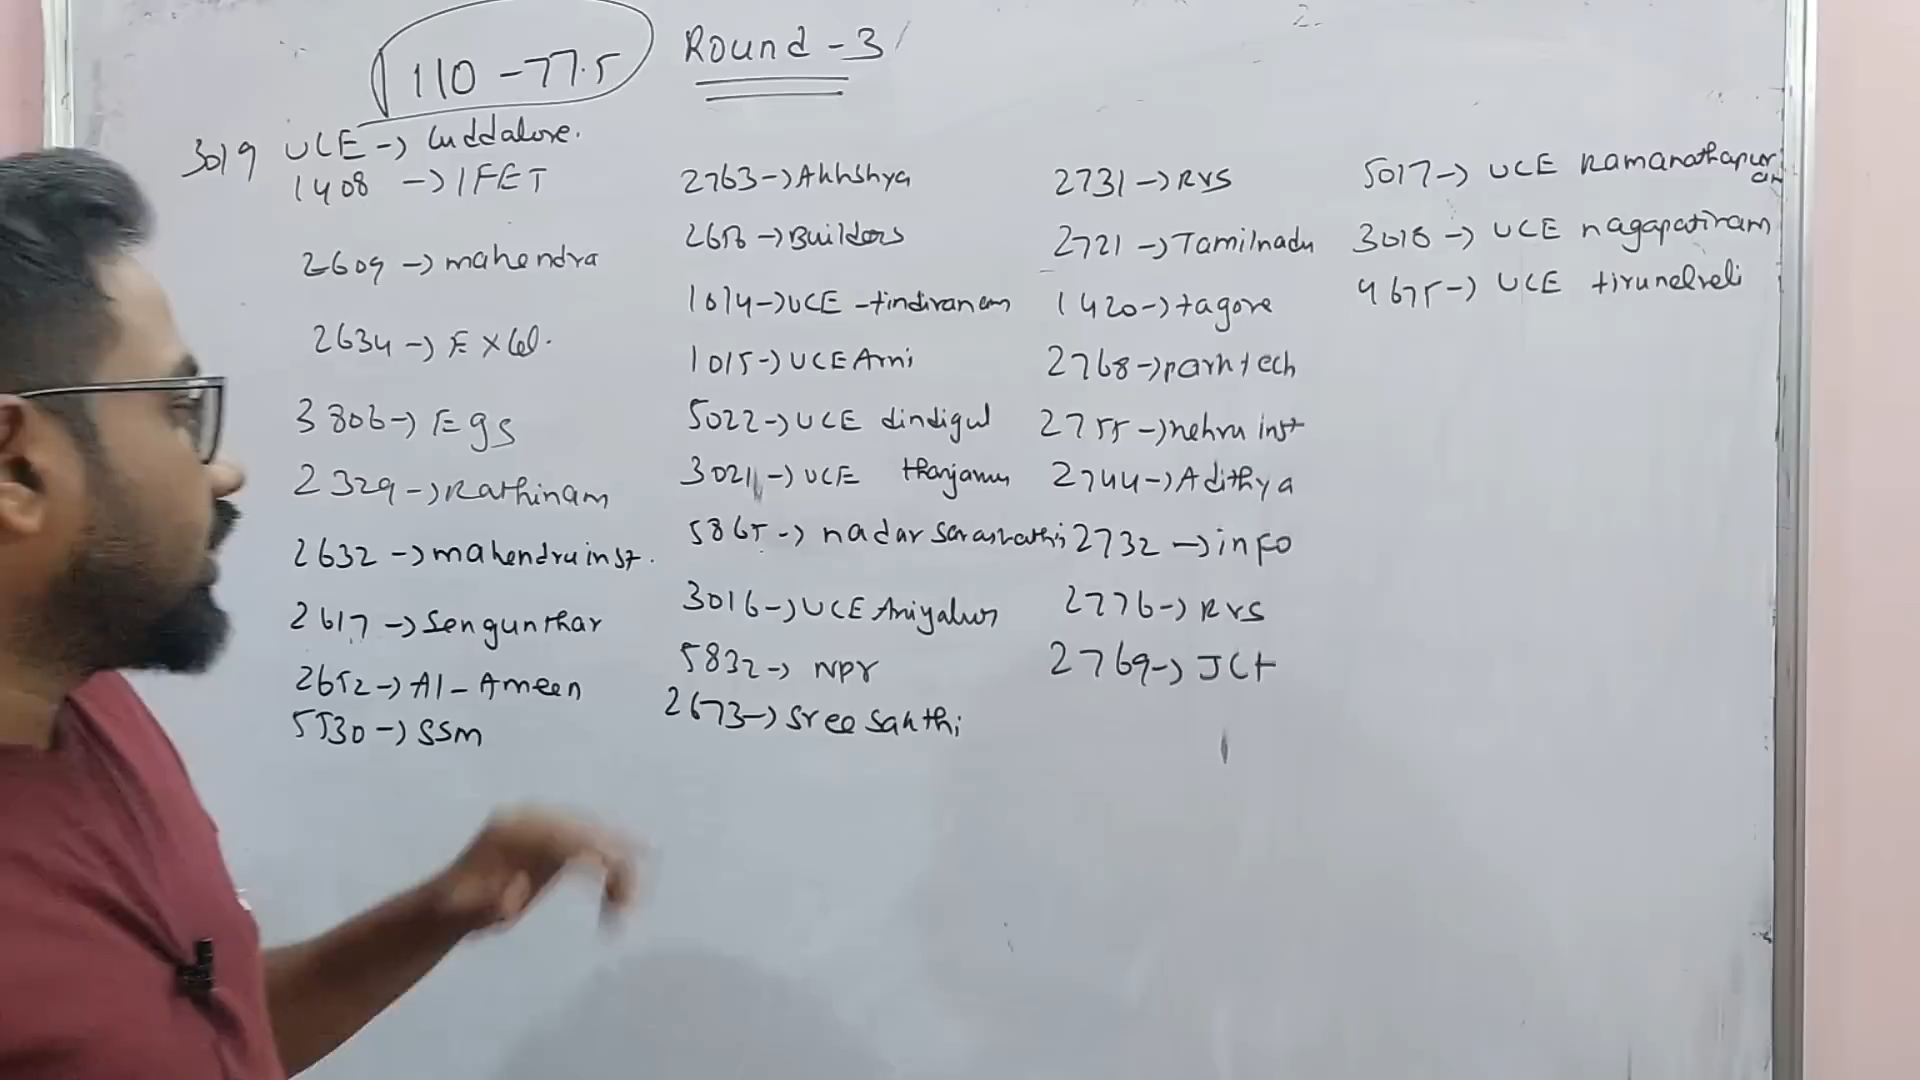 110 - 77.5
Round - 3
3019 UCE -> Cuddalore.
1408 -> IFET
2609 -> mahendra
2634 -> Excel.
3806 -> Egs
2329 -> Rathinam
2632 -> mahendra inst.
2617 -> Sengunthar
2652 -> Al-Ameen
5530 -> SSM
2763 -> Akhshya
2656 -> Builders
1014 -> UCE - tindivanam
1015 -> UCE Arni
5022 -> UCE dindigul
3021 -> UCE thanjavur
5865 -> nadar Sarashathi
3016 -> UCE Ariyalur
5832 -> NPR
2673 -> Sree Sakthi
2731 -> RVS
2721 -> Tamilnadu
1420 -> tagore
2768 -> park tech
2755 -> nehru inst
2744 -> Adithya
2732 -> info
2776 -> RVS
2769 -> JCt
5017 -> UCE Ramanathapuram
3018 -> UCE nagapatinam
4675 -> UCE tirunelveli